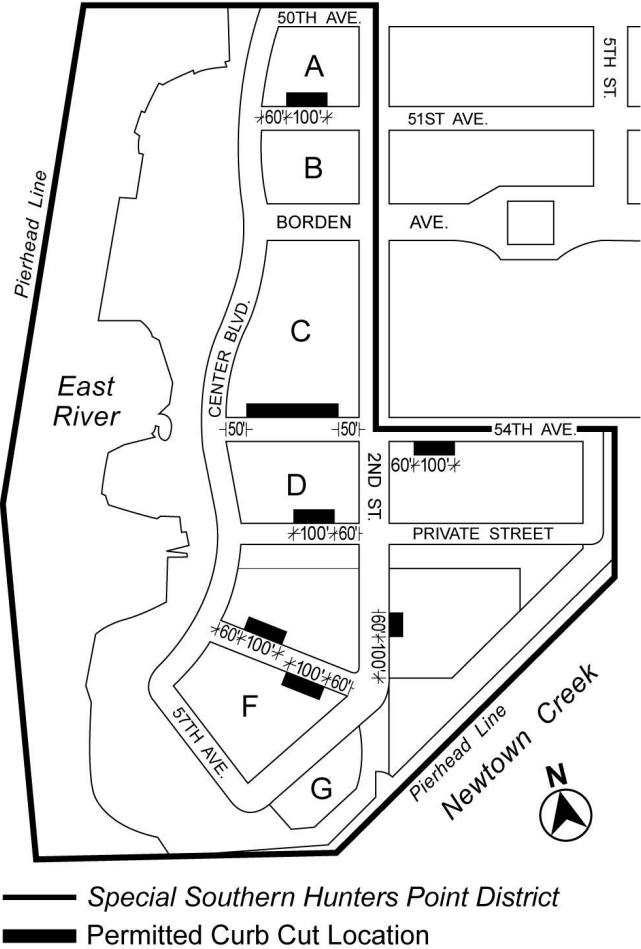 50TH AVE.
5TH ST.
A
60' 100'
51ST AVE.
B
Pierhead Line
BORDEN AVE.
C
CENTER BLVD.
East
River
50' 50'
54TH AVE.
2ND ST.
60' 100'
D
100' 60'
PRIVATE STREET
60' 100'
60' 100'
100' 60'
F
57TH AVE.
G
Pierhead Line
Newtown Creek
N
Special Southern Hunters Point District
Permitted Curb Cut Location